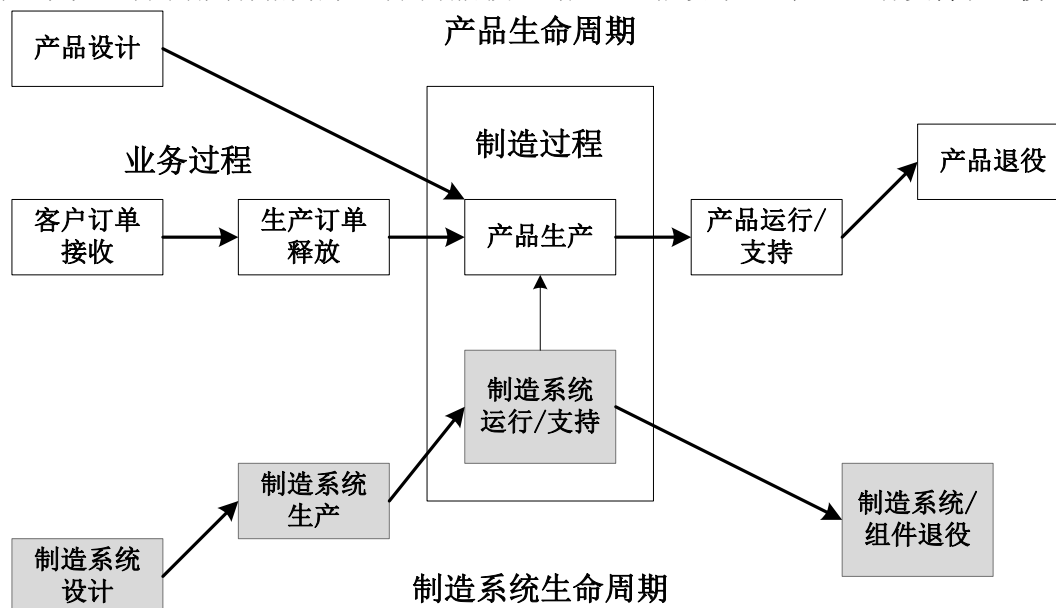 产品生命周期
产品设计
制造过程
业务过程
产品退役
客户订单
接收
生产订单
释放
产品生产
产品运行/
支持
制造系统
运行/支持
制造系统
生产
制造系统/
组件退役
制造系统
设计
制造系统生命周期